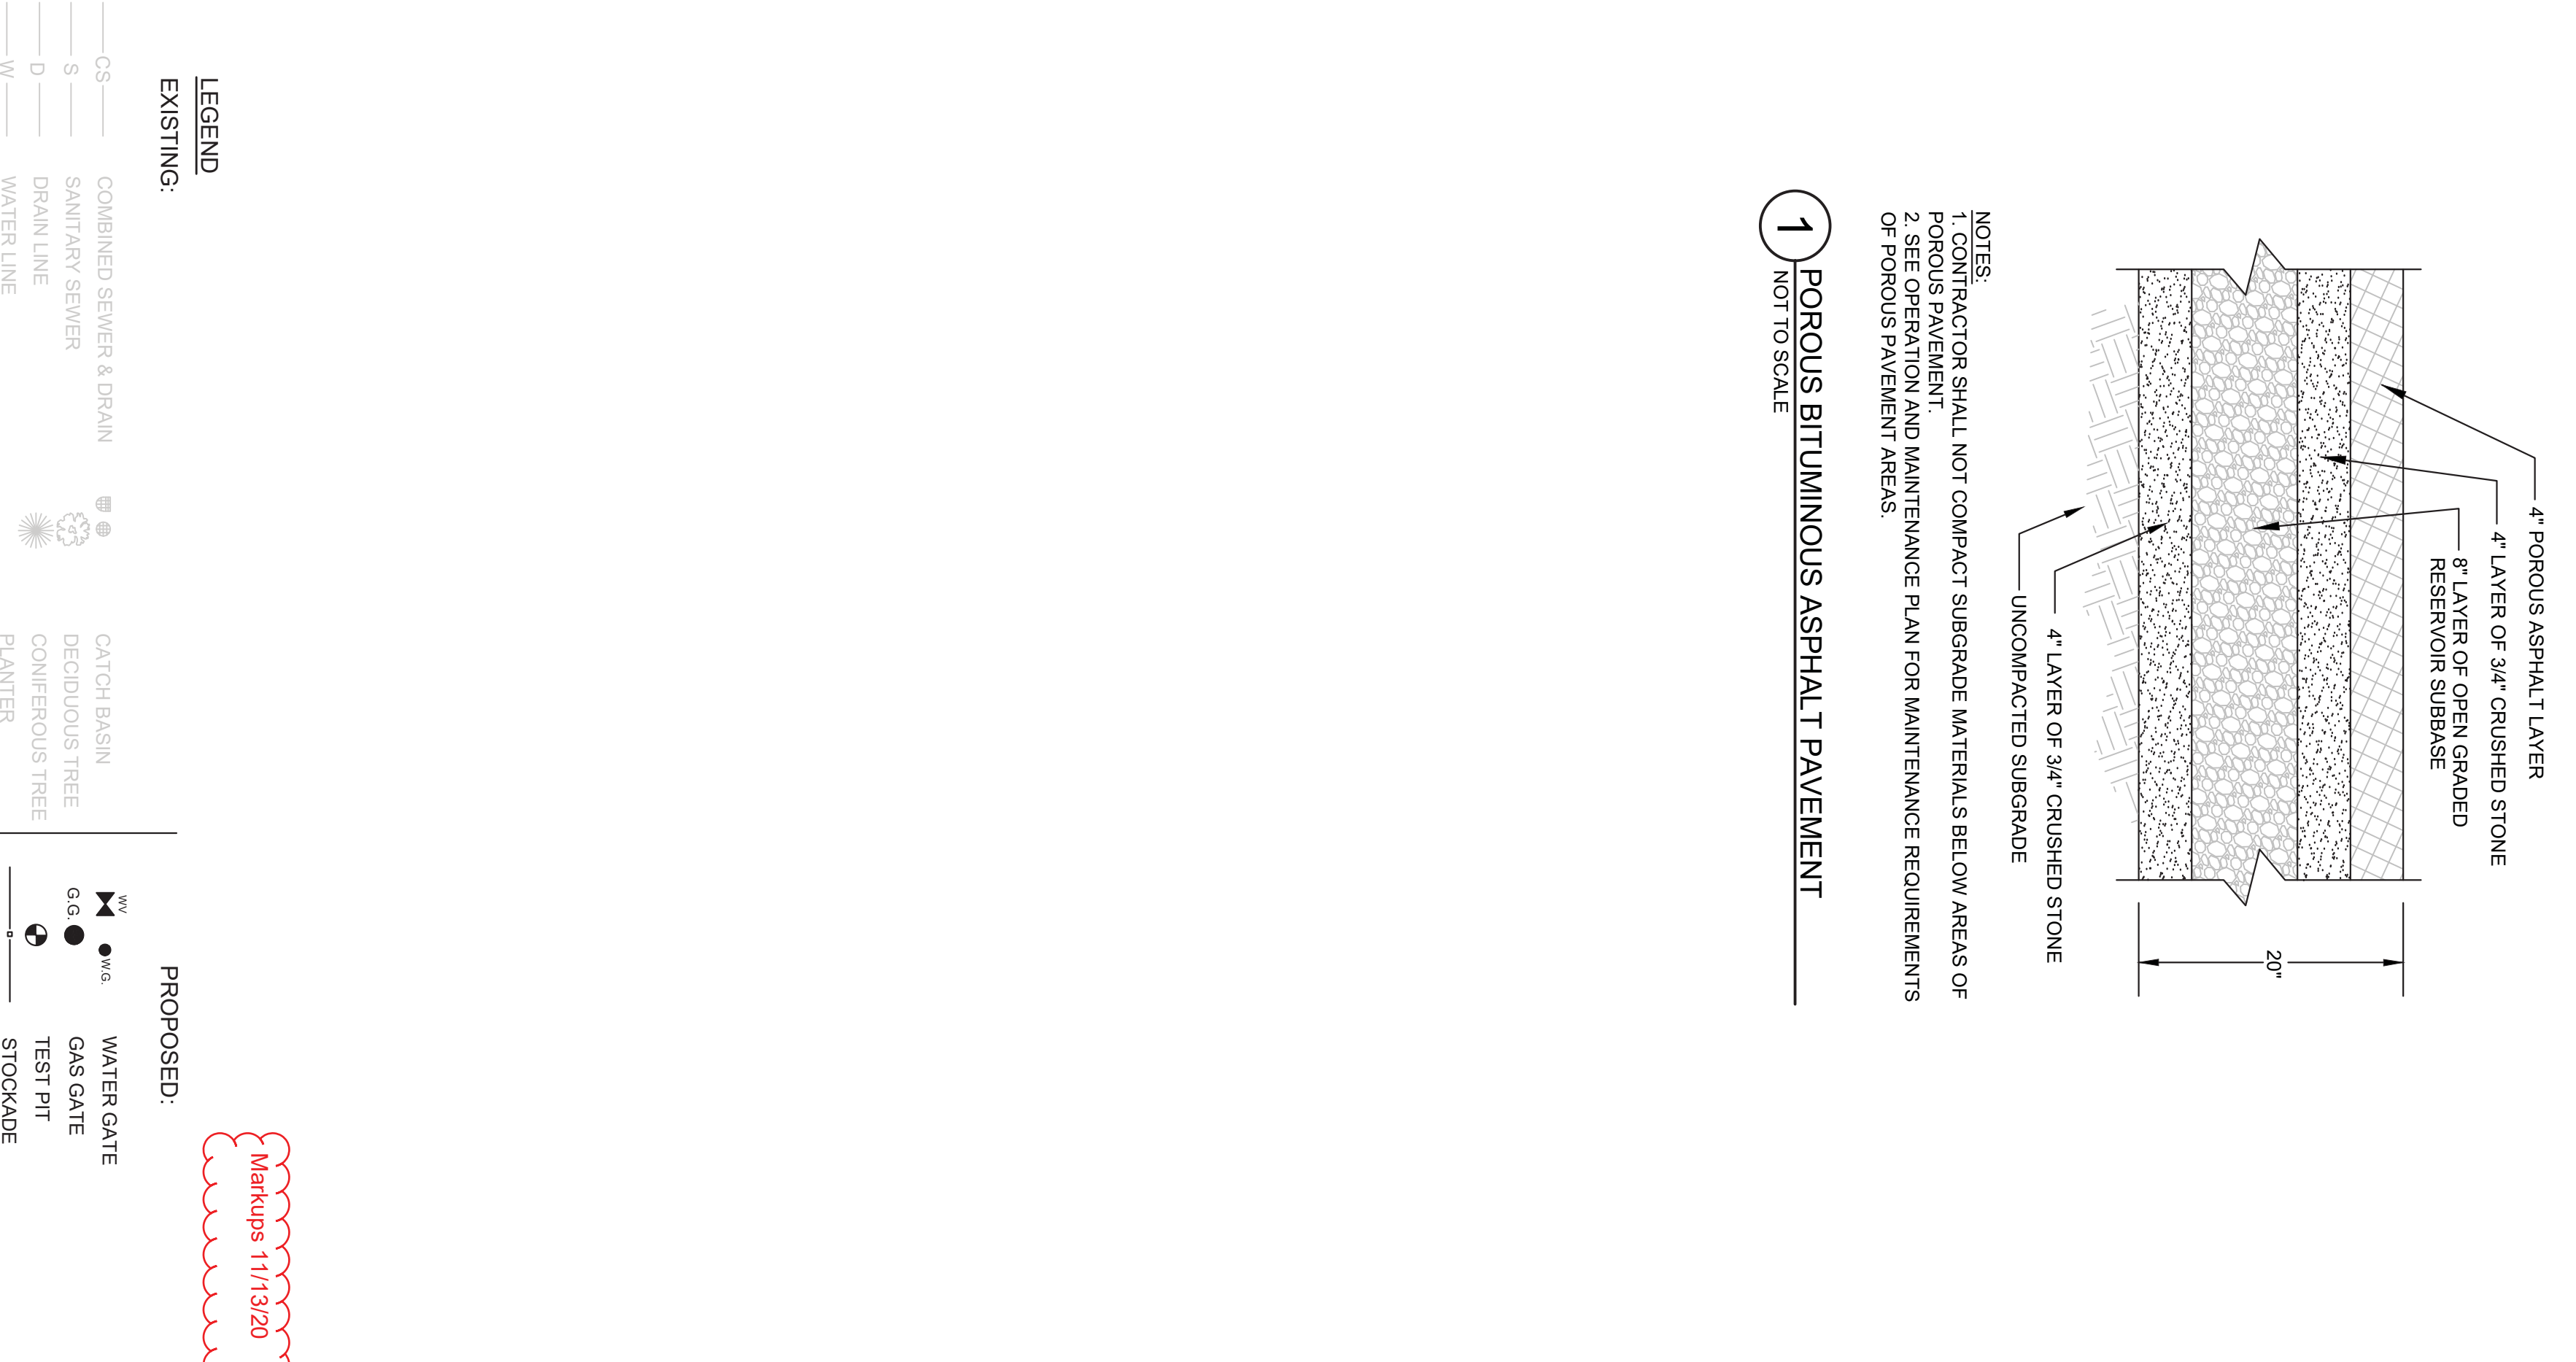 4" POROUS ASPHALT LAYER
4" LAYER OF 3/4" CRUSHED STONE
8" LAYER OF OPEN GRADED
RESERVOIR SUBBASE
20"
4" LAYER OF 3/4" CRUSHED STONE
UNCOMPACTED SUBGRADE
NOTES:
1. CONTRACTOR SHALL NOT COMPACT SUBGRADE MATERIALS BELOW AREAS OF
POROUS PAVEMENT.
2. SEE OPERATION AND MAINTENANCE PLAN FOR MAINTENANCE REQUIREMENTS
OF POROUS PAVEMENT AREAS.
1
POROUS BITUMINOUS ASPHALT PAVEMENT
NOT TO SCALE
Markups 11/13/20
LEGEND
EXISTING:
CS COMBINED SEWER & DRAIN
S SANITARY SEWER
D DRAIN LINE
W WATER LINE
CATCH BASIN
DECIDUOUS TREE
CONIFEROUS TREE
PLANTER
PROPOSED:
WV W.G. WATER GATE
G.G. GAS GATE
TEST PIT
STOCKADE